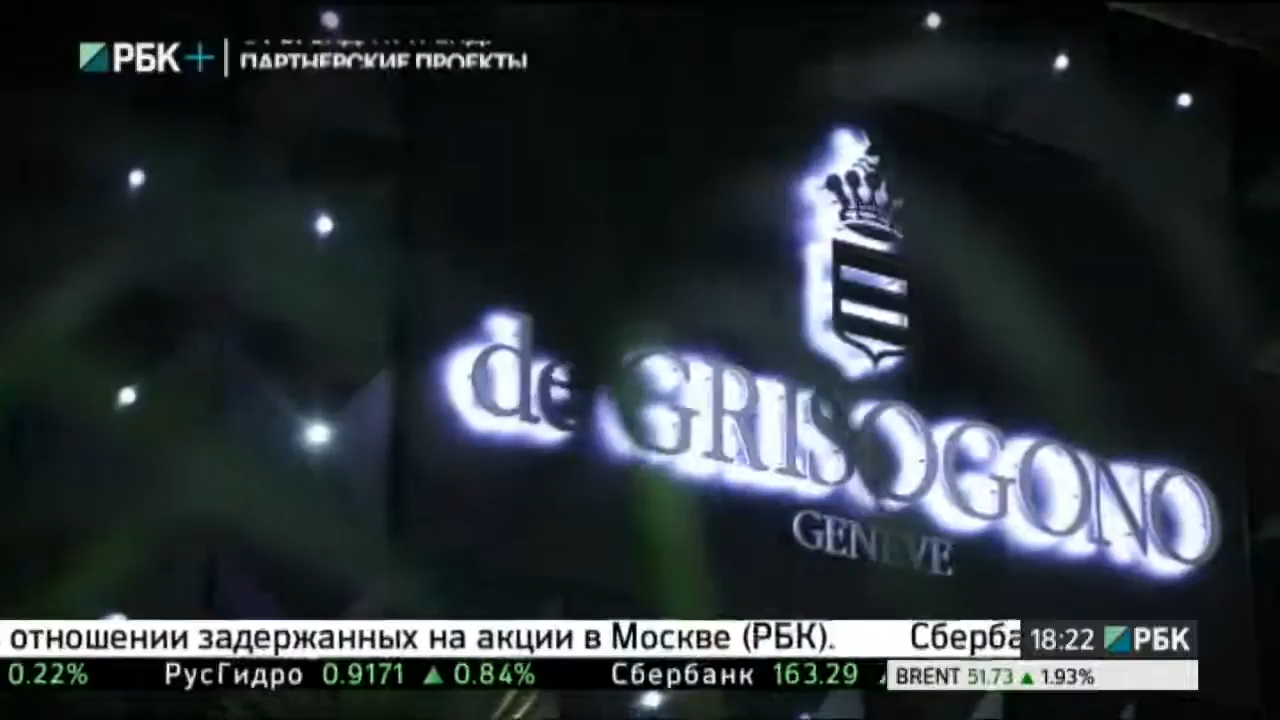 РБК+
ПАРТНЕРСКИЕ ПРОЕКТЫ
de GRISOGONO
GENEVE
отношении задержанных на акции в Москве (РБК). Сберба
18:22 РБК
0.22% РусГидро 0.9171 ▲ 0.84% Сбербанк 163.29
BRENT 51.73 ▲ 1.93%